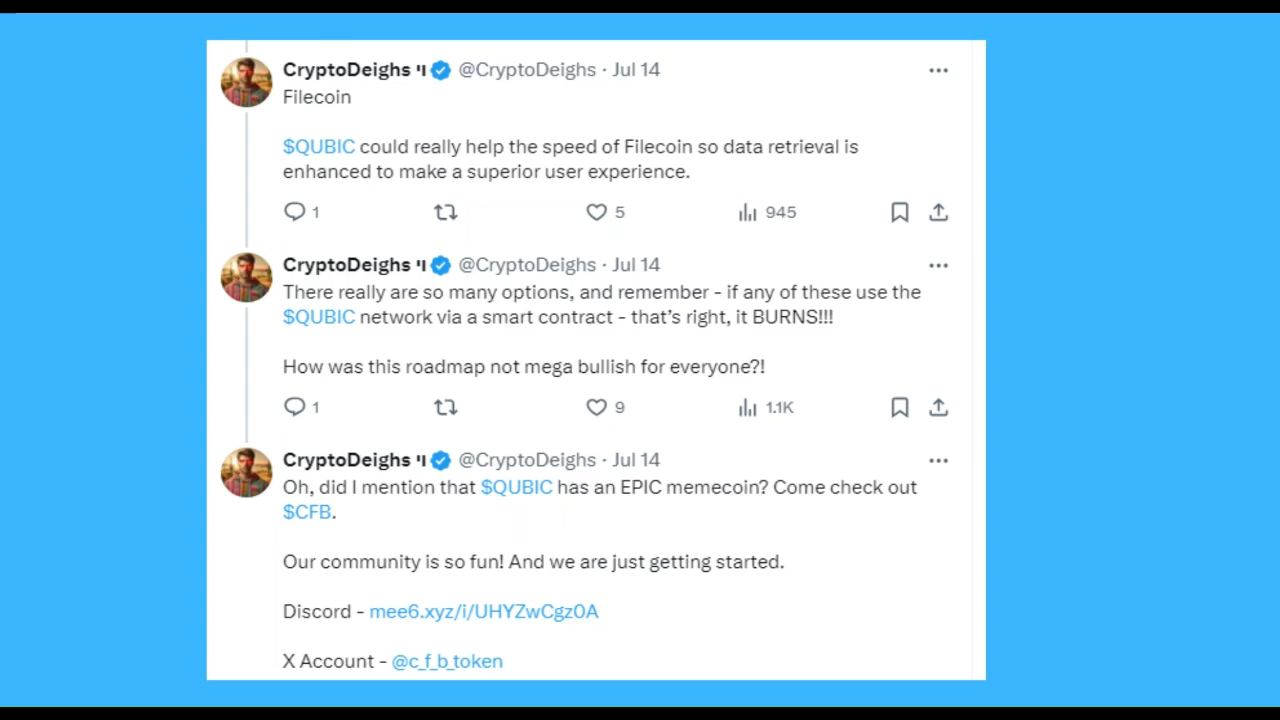 CryptoDeighs @CryptoDeighs · Jul 14
Filecoin
$QUBIC could really help the speed of Filecoin so data retrieval is
enhanced to make a superior user experience.
1 5 945
CryptoDeighs @CryptoDeighs · Jul 14
There really are so many options, and remember - if any of these use the
$QUBIC network via a smart contract - that's right, it BURNS!!!
How was this roadmap not mega bullish for everyone?!
1 9 1.1K
CryptoDeighs @CryptoDeighs · Jul 14
Oh, did I mention that $QUBIC has an EPIC memecoin? Come check out
$CFB.
Our community is so fun! And we are just getting started.
Discord - mee6.xyz/i/UHYZwCgz0A
X Account - @c_f_b_token